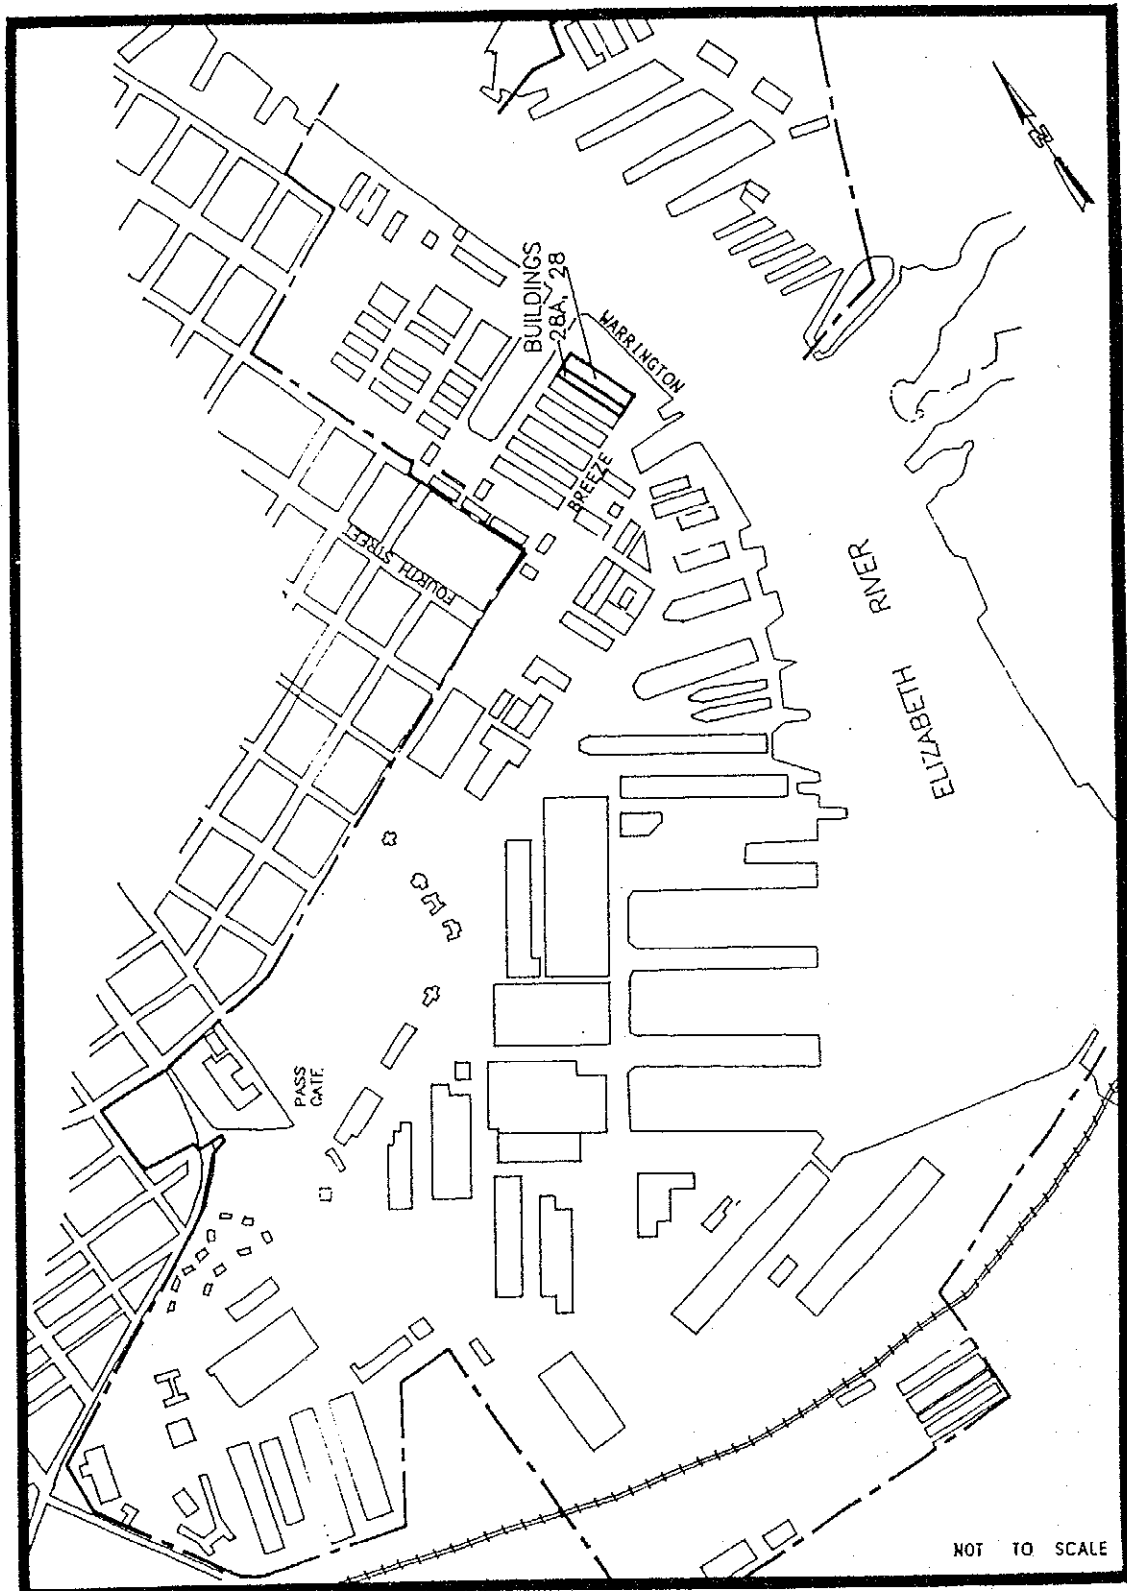 N
BUILDINGS
28A, 28
WARRINGTON
BREEZE
FOURTH STREET
ELIZABETH RIVER
PASS
GATE
NOT TO SCALE